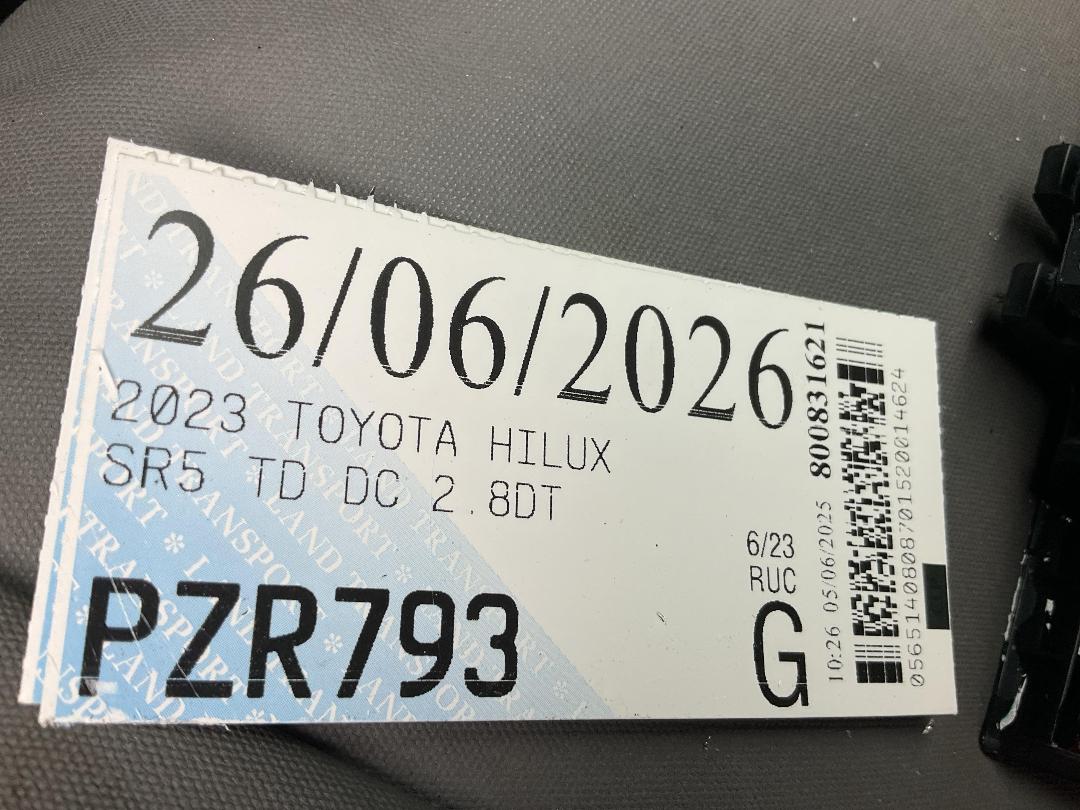 26/06/2026
2023 TOYOTA HILUX
SR5 TD DC 2.8DT
PZR793
6/23
RUC
G
10:26 05/06/2025 800831621
0565140808701520014624